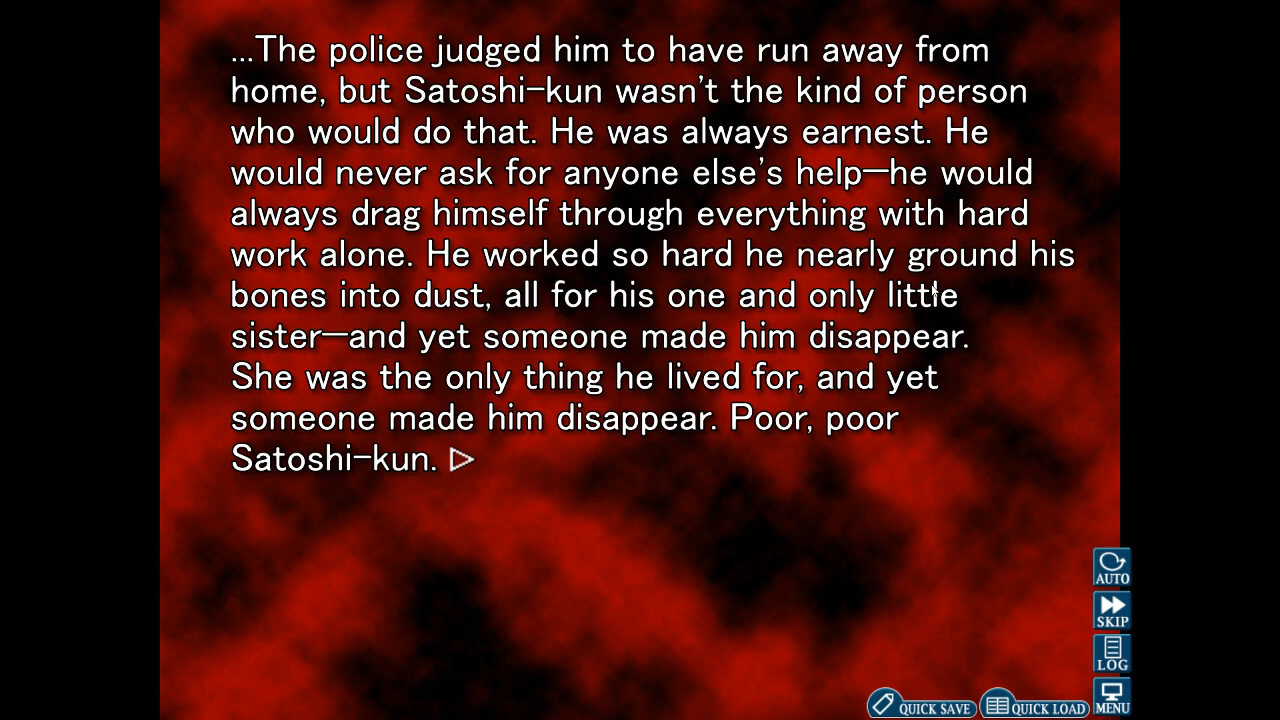 ...The police judged him to have run away from
home, but Satoshi-kun wasn't the kind of person
who would do that. He was always earnest. He
would never ask for anyone else's help—he would
always drag himself through everything with hard
work alone. He worked so hard he nearly ground his
bones into dust, all for his one and only little
sister—and yet someone made him disappear.
She was the only thing he lived for, and yet
someone made him disappear. Poor, poor
Satoshi-kun.
AUTO
SKIP
LOG
MENU
QUICK SAVE
QUICK LOAD